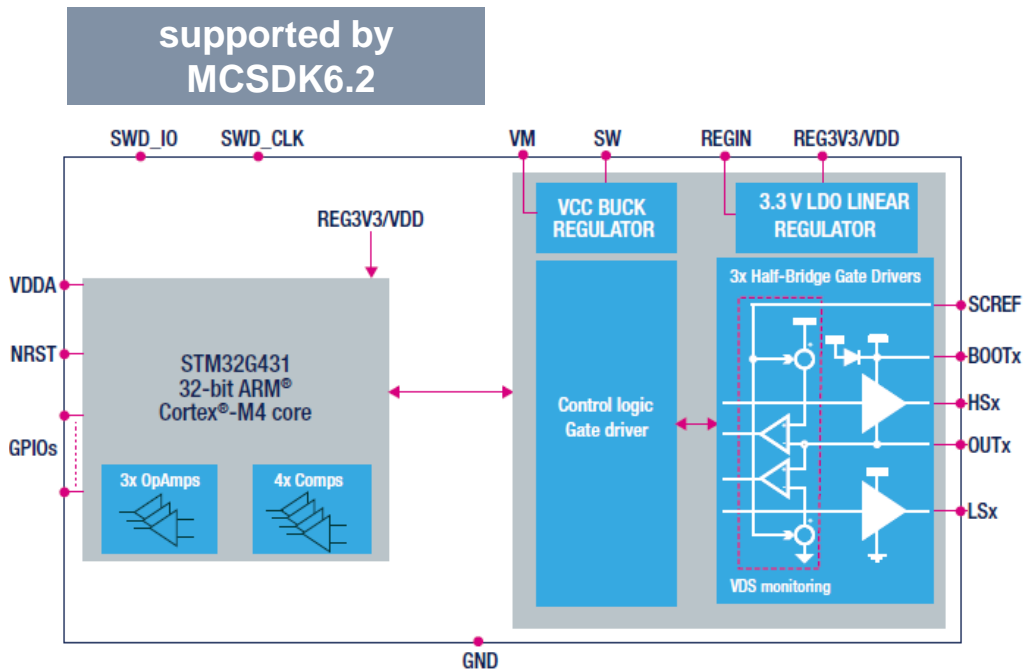 supported by
MCSDK6.2
SWD_IO
SWD_CLK
VM
SW
REGIN
REG3V3/VDD
VCC BUCK
REGULATOR
3.3 V LDO LINEAR
REGULATOR
REG3V3/VDD
VDDA
NRST
GPIOs
STM32G431
32-bit ARM®
Cortex®-M4 core
3x OpAmps
4x Comps
Control logic
Gate driver
3x Half-Bridge Gate Drivers
VDS monitoring
SCREF
BOOTx
HSx
OUTx
LSx
GND